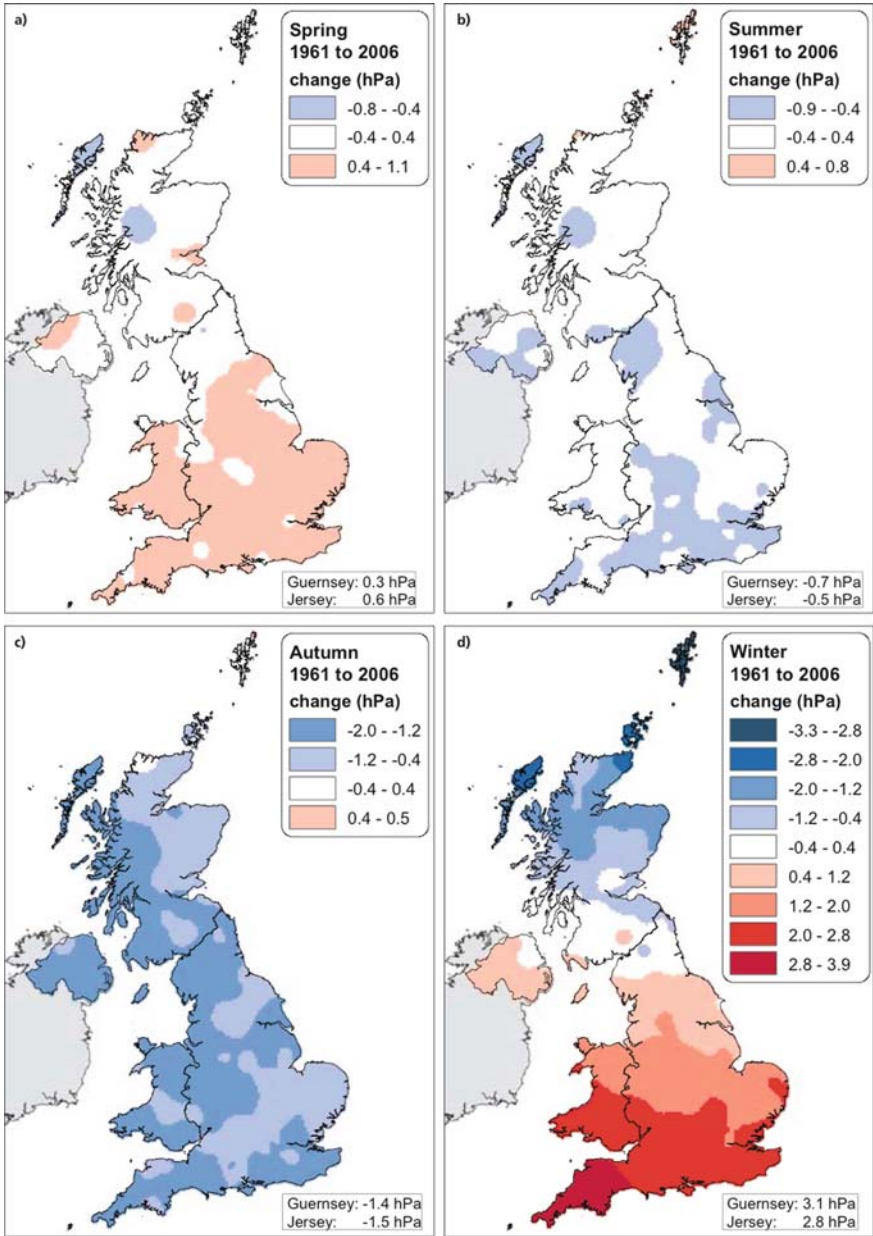 a)
Spring
1961 to 2006
change (hPa)
-0.8 - -0.4
-0.4 - 0.4
0.4 - 1.1
Guernsey: 0.3 hPa
Jersey: 0.6 hPa
b)
Summer
1961 to 2006
change (hPa)
-0.9 - -0.4
-0.4 - 0.4
0.4 - 0.8
Guernsey: -0.7 hPa
Jersey: -0.5 hPa
c)
Autumn
1961 to 2006
change (hPa)
-2.0 - -1.2
-1.2 - -0.4
-0.4 - 0.4
0.4 - 0.5
Guernsey: -1.4 hPa
Jersey: -1.5 hPa
d)
Winter
1961 to 2006
change (hPa)
-3.3 - -2.8
-2.8 - -2.0
-2.0 - -1.2
-1.2 - -0.4
-0.4 - 0.4
0.4 - 1.2
1.2 - 2.0
2.0 - 2.8
2.8 - 3.9
Guernsey: 3.1 hPa
Jersey: 2.8 hPa